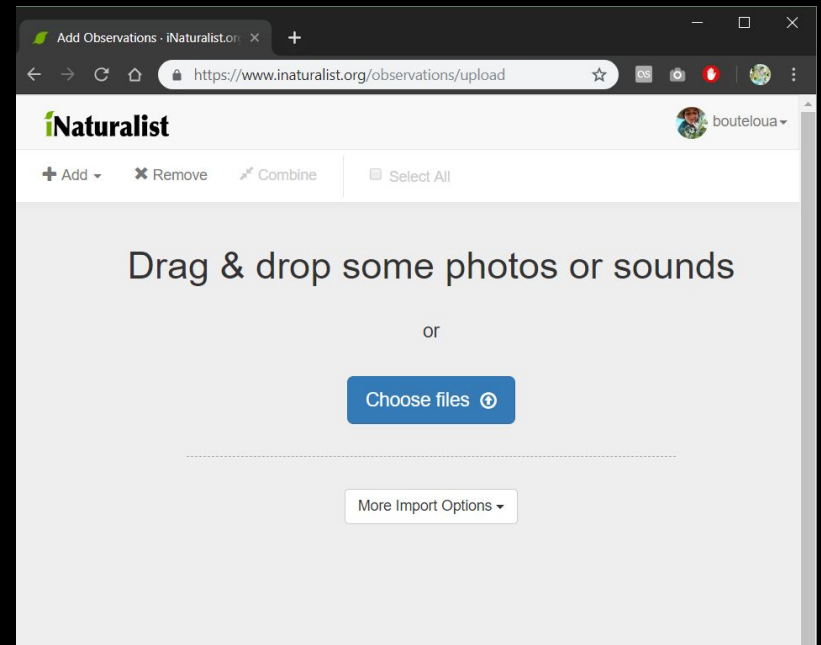 Add Observations · iNaturalist.or
https://www.inaturalist.org/observations/upload
iNaturalist
bouteloua
Add
Remove
Combine
Select All
Drag & drop some photos or sounds
or
Choose files
More Import Options